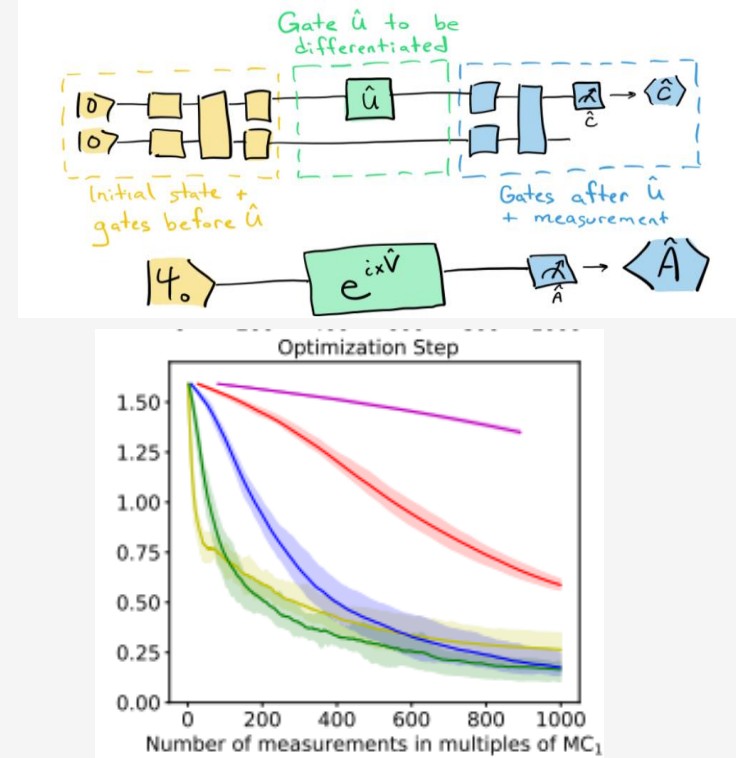 Gate û to be
differentiated
|0⟩
|0⟩
û
ĉ
⟨ĉ⟩
Initial state +
gates before û
Gates after û
+ measurement
|ψ₀⟩
e^{ixV̂}
Â
⟨Â⟩
Optimization Step
1.50
1.25
1.00
0.75
0.50
0.25
0.00
0 200 400 600 800 1000
Number of measurements in multiples of MC₁